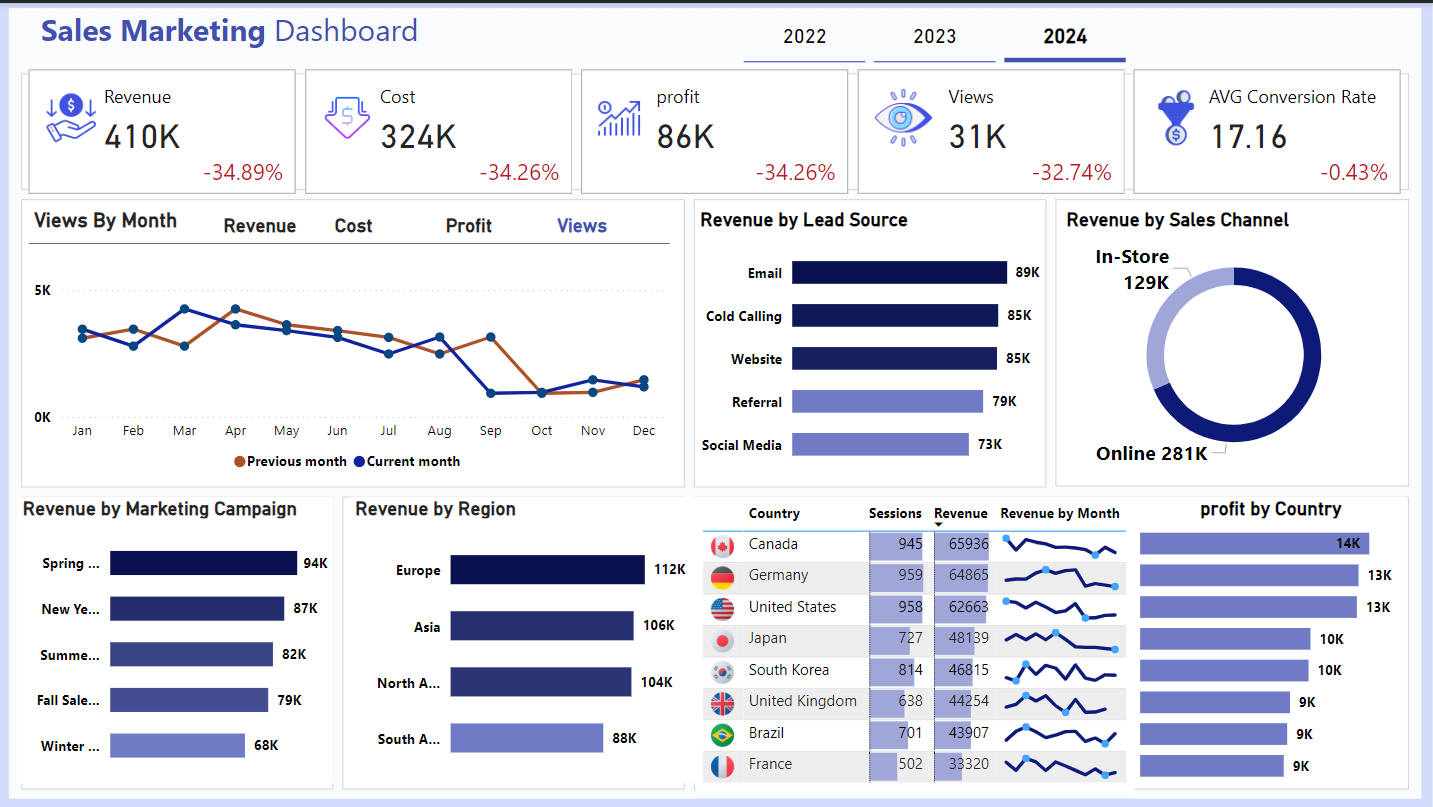 Sales Marketing Dashboard
2022 2023 2024
Revenue
410K
-34.89%
Cost
324K
-34.26%
profit
86K
-34.26%
Views
31K
-32.74%
AVG Conversion Rate
17.16
-0.43%
Views By Month
Revenue Cost Profit Views
5K
0K
Jan Feb Mar Apr May Jun Jul Aug Sep Oct Nov Dec
Previous month Current month
Revenue by Lead Source
Email 89K
Cold Calling 85K
Website 85K
Referral 79K
Social Media 73K
Revenue by Sales Channel
In-Store
129K
Online 281K
Revenue by Marketing Campaign
Spring ... 94K
New Ye... 87K
Summe... 82K
Fall Sale... 79K
Winter ... 68K
Revenue by Region
Europe 112K
Asia 106K
North A... 104K
South A... 88K
Country Sessions Revenue Revenue by Month
Canada 945 65936
Germany 959 64865
United States 958 62663
Japan 727 48139
South Korea 814 46815
United Kingdom 638 44254
Brazil 701 43907
France 502 33320
profit by Country
14K
13K
13K
10K
10K
9K
9K
9K